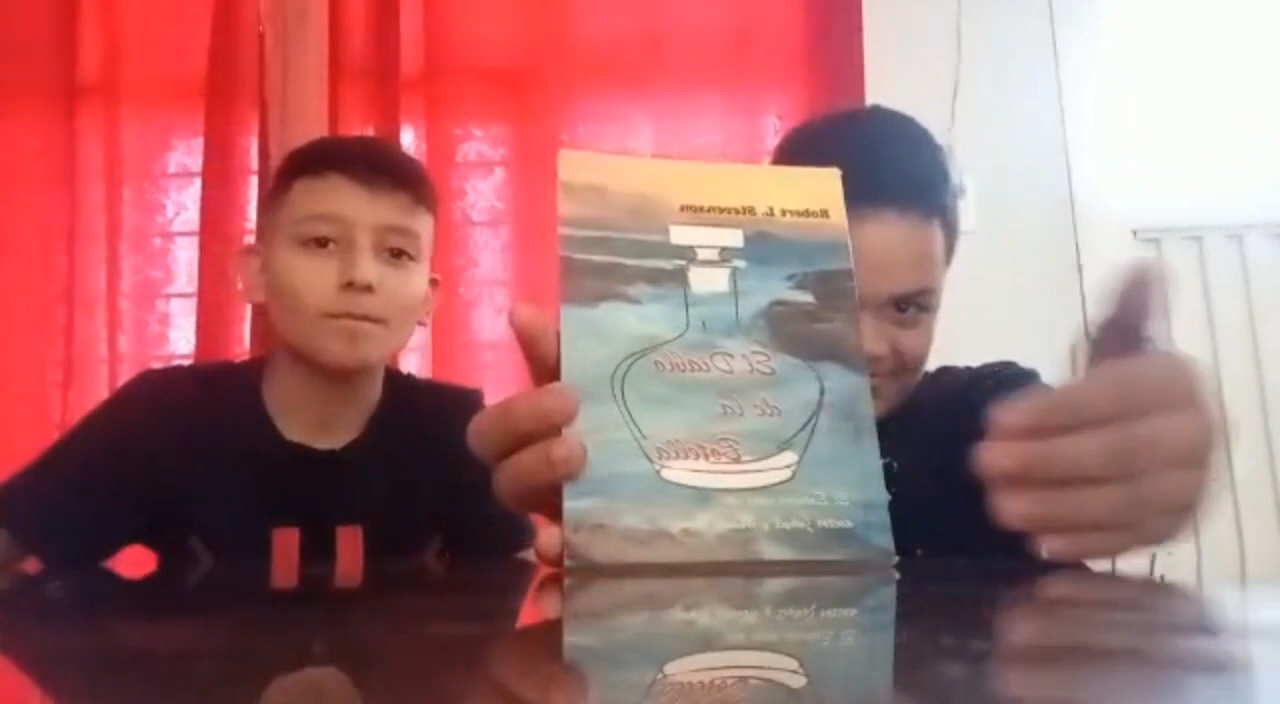 Robert L. Stevenson
El Diablo
de la
Botella